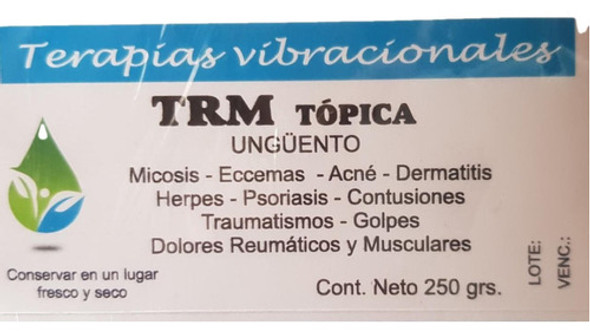 Terapias vibracionales
TRM TÓPICA
UNGÜENTO
Micosis - Eccemas - Acné - Dermatitis
Herpes - Psoriasis - Contusiones
Traumatismos - Golpes
Dolores Reumáticos y Musculares
Conservar en un lugar
fresco y seco
Cont. Neto 250 grs.
LOTE:
VENC.: